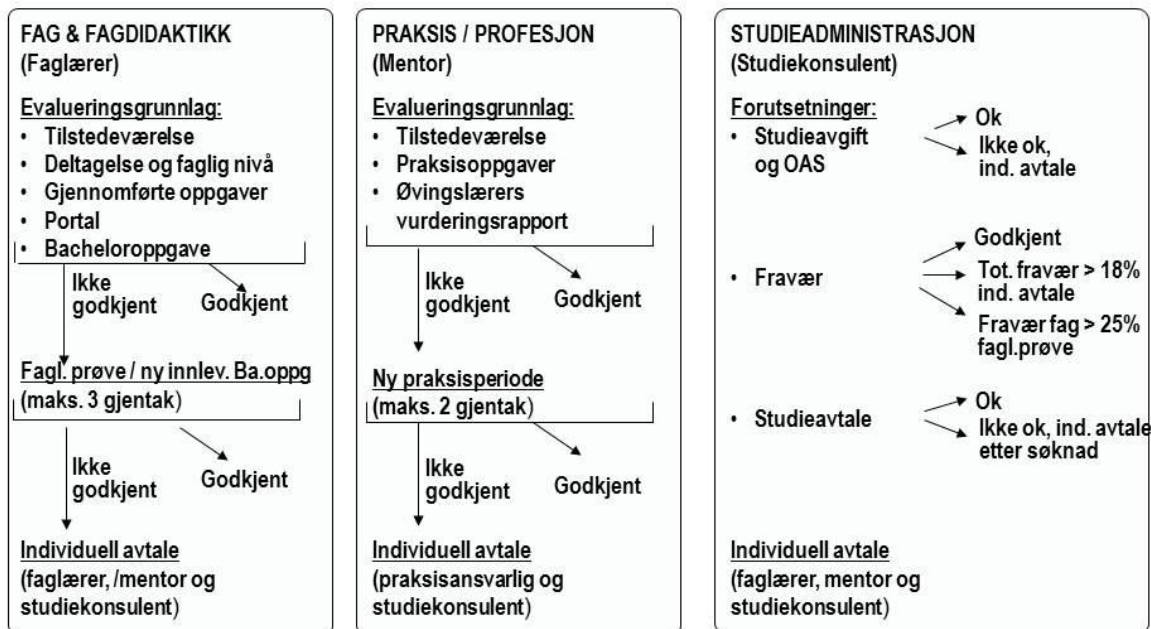 FAG & FAGDIDAKTIKK
(Faglærer)
Evalueringsgrunnlag:
• Tilstedeværelse
• Deltagelse og faglig nivå
• Gjennomførte oppgaver
• Portal
• Bacheloroppgave
Ikke
godkjent
Godkjent
Fagl. prøve / ny innlev. Ba.oppg
(maks. 3 gjentak)
Ikke
godkjent
Godkjent
Individuell avtale
(faglærer, /mentor og
studiekonsulent)
PRAKSIS / PROFESJON
(Mentor)
Evalueringsgrunnlag:
• Tilstedeværelse
• Praksisoppgaver
• Øvingslærers
vurderingsrapport
Ikke
godkjent
Godkjent
Ny praksisperiode
(maks. 2 gjentak)
Ikke
godkjent
Godkjent
Individuell avtale
(praksisansvarlig og
studiekonsulent)
STUDIEADMINISTRASJON
(Studiekonsulent)
Forutsetninger:
• Studieavgift
og OAS
Ok
Ikke ok,
ind. avtale
• Fravær
Godkjent
Tot. fravær > 18%
ind. avtale
Fravær fag > 25%
fagl.prøve
• Studieavtale
Ok
Ikke ok, ind. avtale
etter søknad
Individuell avtale
(faglærer, mentor og
studiekonsulent)